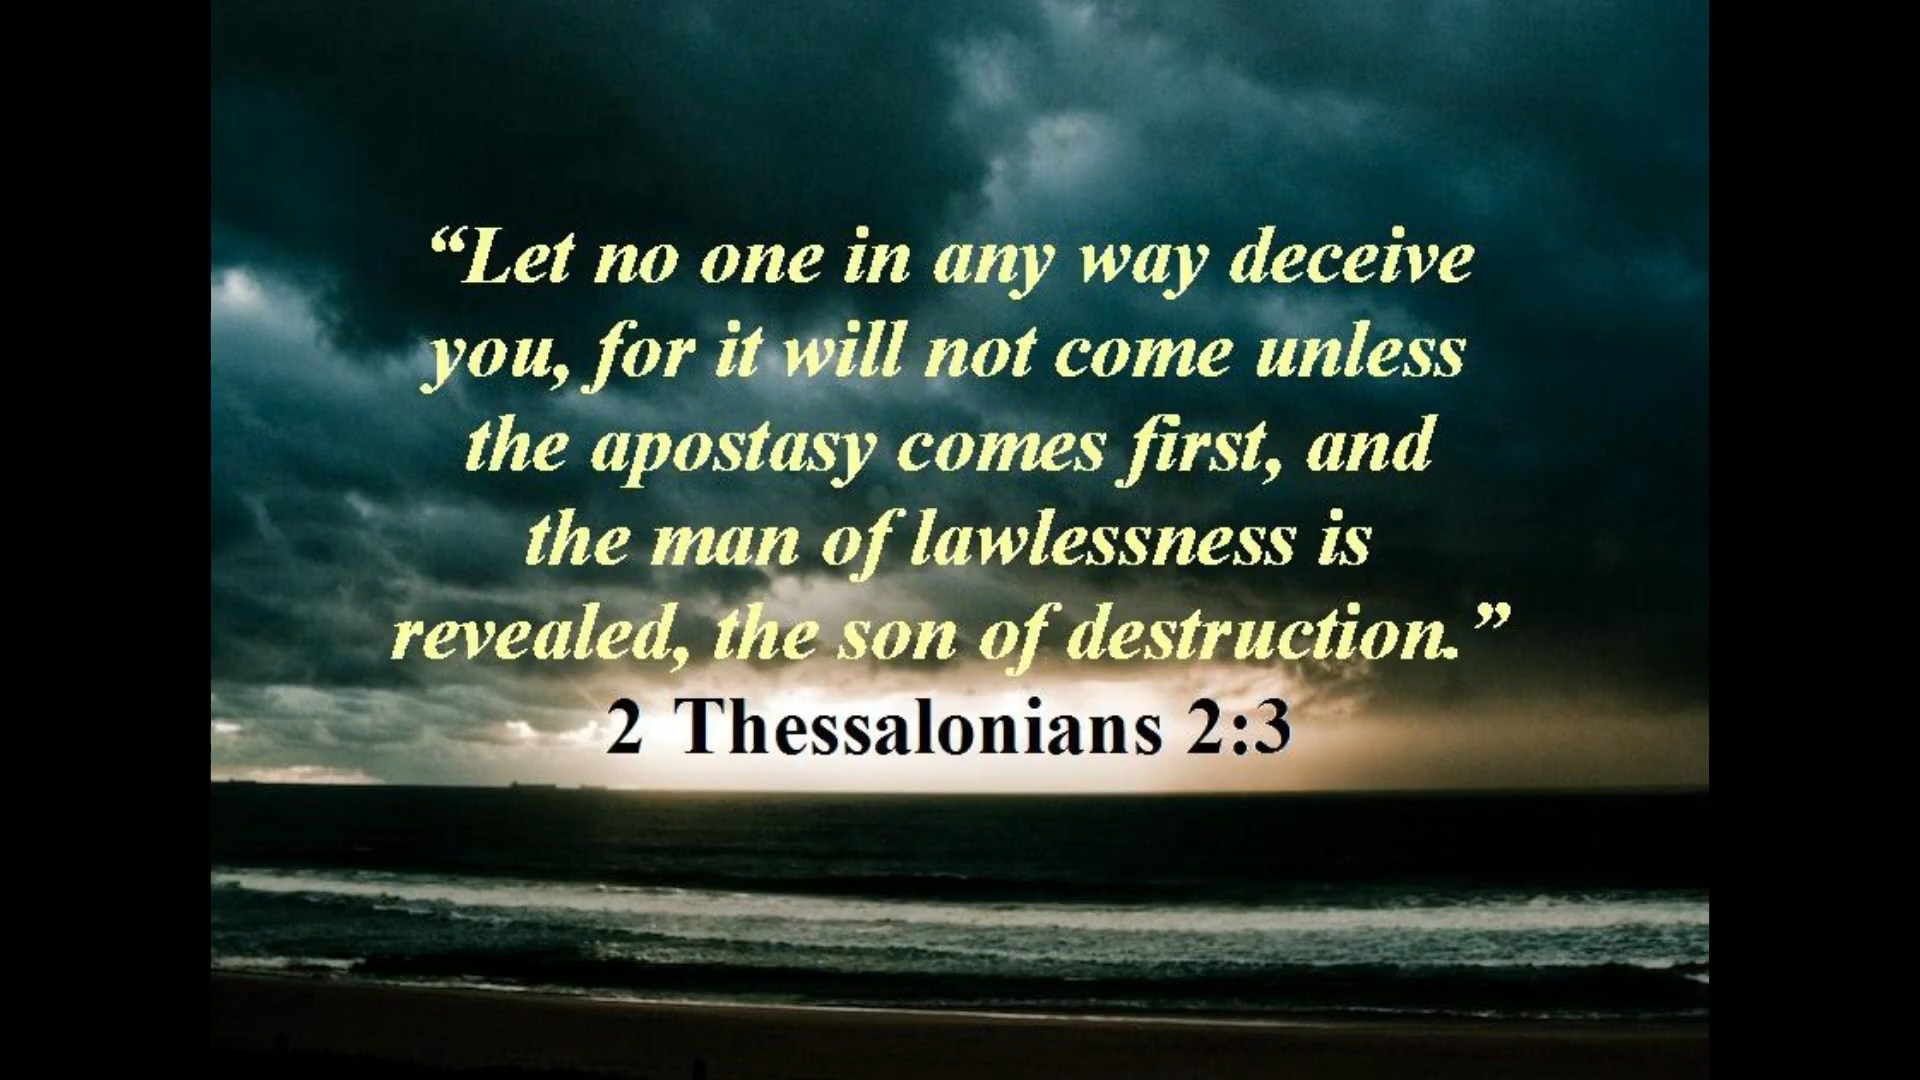 “Let no one in any way deceive
you, for it will not come unless
the apostasy comes first, and
the man of lawlessness is
revealed, the son of destruction.”
2 Thessalonians 2:3